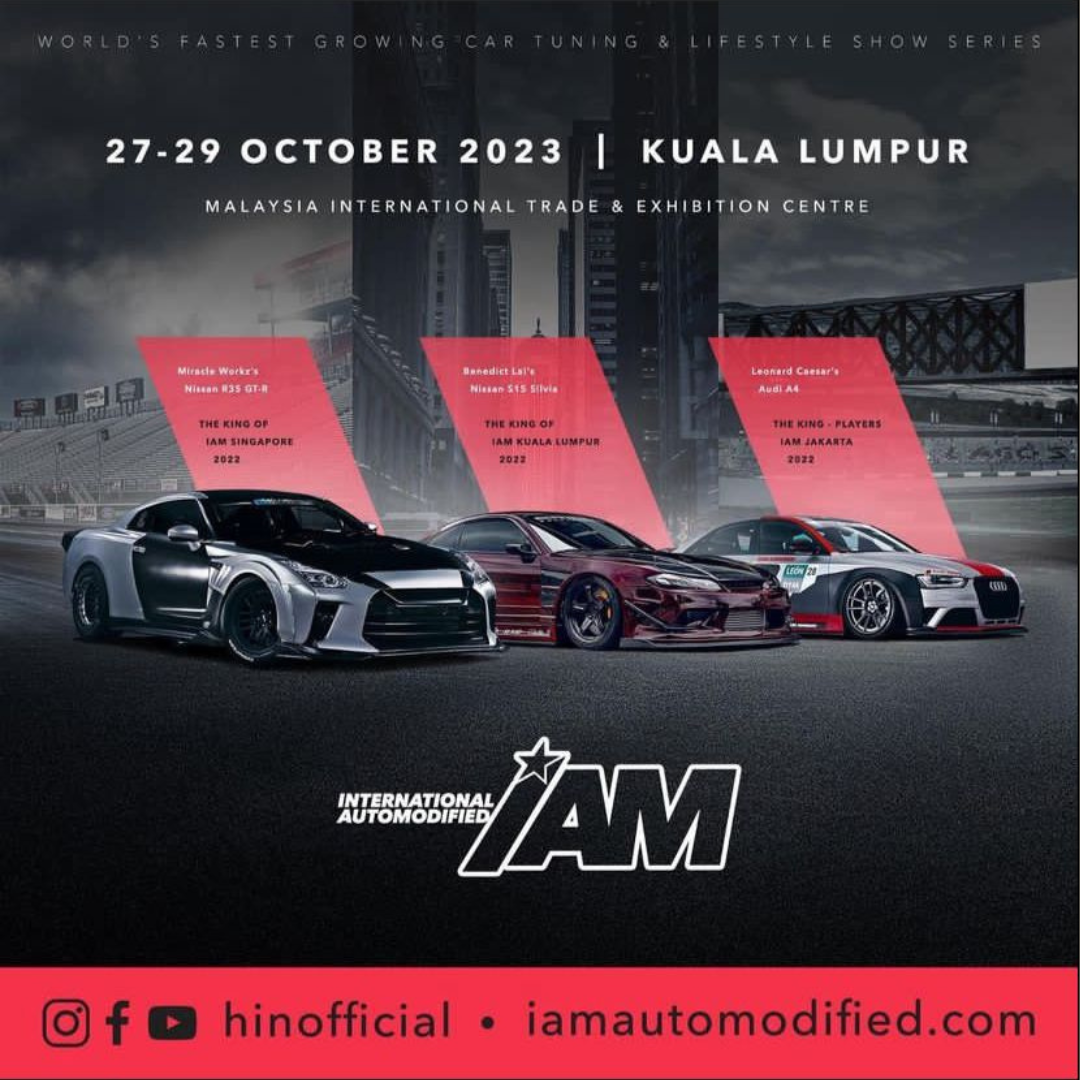 WORLD'S FASTEST GROWING CAR TUNING & LIFESTYLE SHOW SERIES
27-29 OCTOBER 2023 | KUALA LUMPUR
MALAYSIA INTERNATIONAL TRADE & EXHIBITION CENTRE
Miracle Workz's
Nissan R35 GT-R
THE KING OF
IAM SINGAPORE
2022
Benedict Lal's
Nissan S15 Silvia
THE KING OF
IAM KUALA LUMPUR
2022
Leonard Caesar's
Audi A4
THE KING - PLAYERS
IAM JAKARTA
2022
LEON 28
INTERNATIONAL
AUTOMODIFIED
IAM
hinofficial • iamautomodified.com